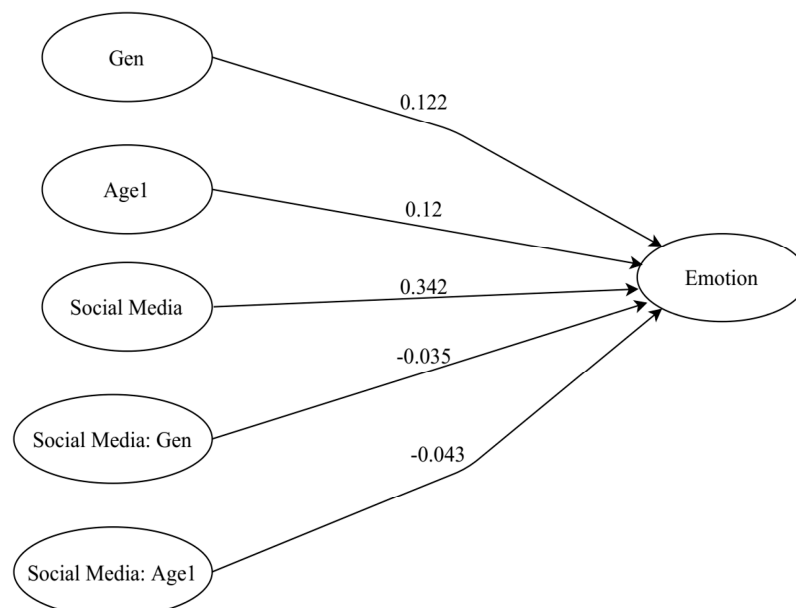 Gen
0.122
Age1
0.12
Emotion
Social Media
0.342
-0.035
Social Media: Gen
-0.043
Social Media: Age1